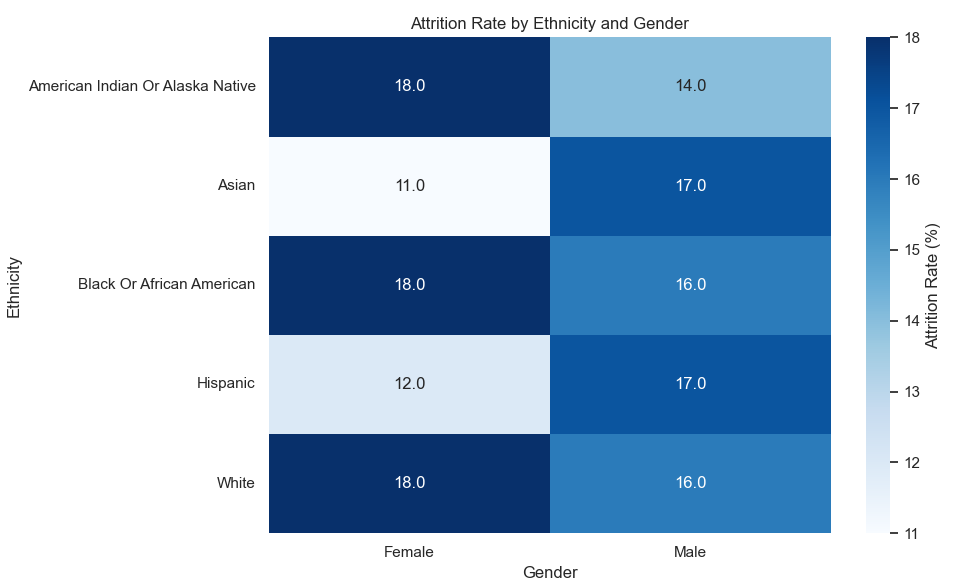 Attrition Rate by Ethnicity and Gender
American Indian Or Alaska Native
18.0
14.0
Asian
11.0
17.0
Black Or African American
18.0
16.0
Hispanic
12.0
17.0
White
18.0
16.0
Female
Male
Gender
Ethnicity
18
17
16
15
14
13
12
11
Attrition Rate (%)